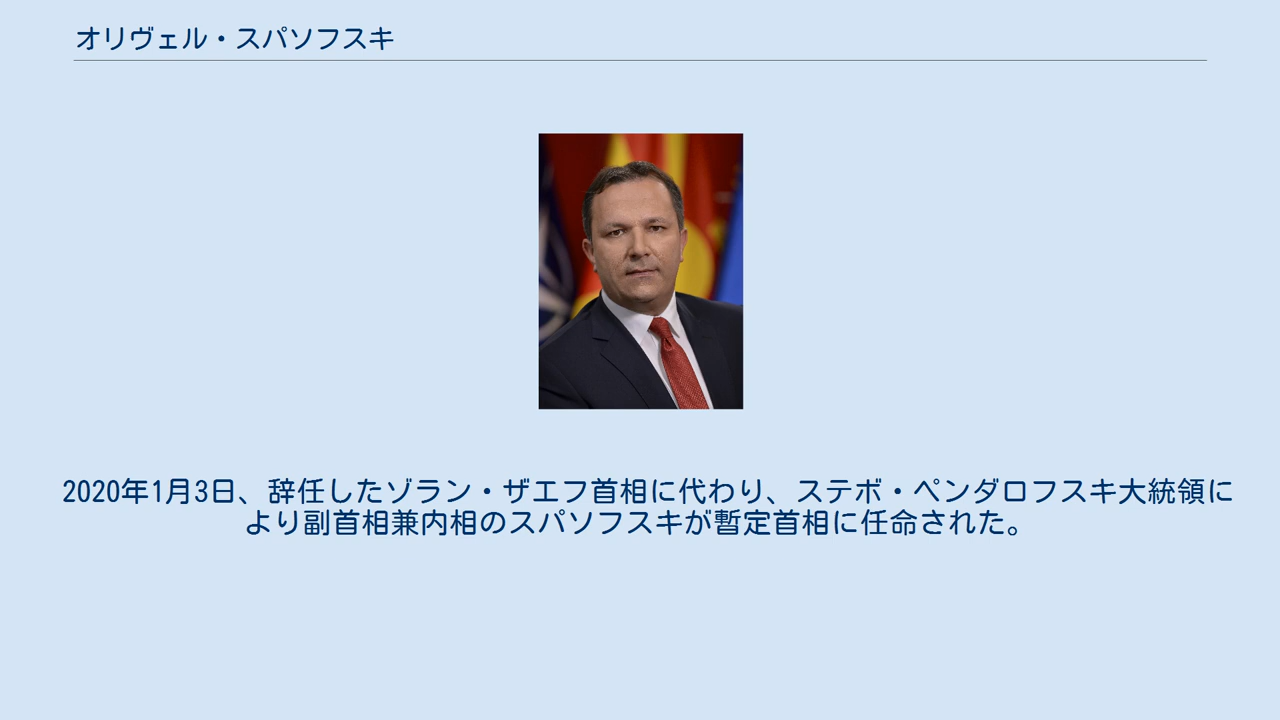 オリヴェル・スパソフスキ
2020年1月3日、辞任したゾラン・ザエフ首相に代わり、ステボ・ペンダロフスキ大統領に
より副首相兼内相のスパソフスキが暫定首相に任命された。